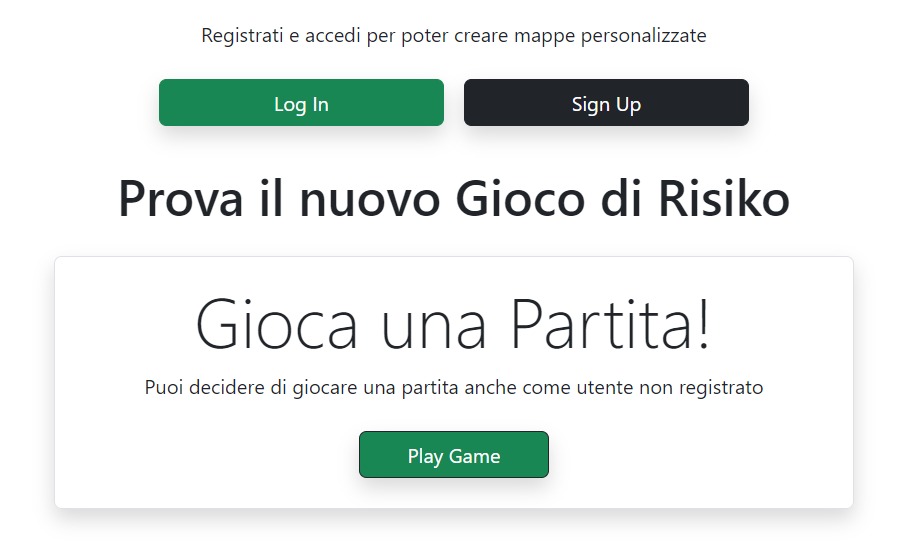 Registrati e accedi per poter creare mappe personalizzate
Log In
Sign Up
Prova il nuovo Gioco di Risiko
Gioca una Partita!
Puoi decidere di giocare una partita anche come utente non registrato
Play Game